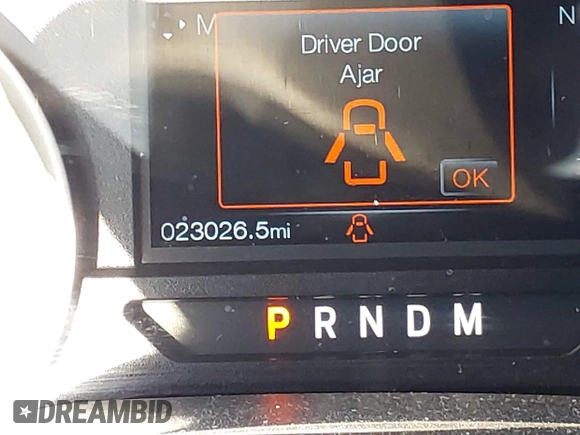 M
N
Driver Door
Ajar
OK
023026.5mi
P R N D M
DREAMBID